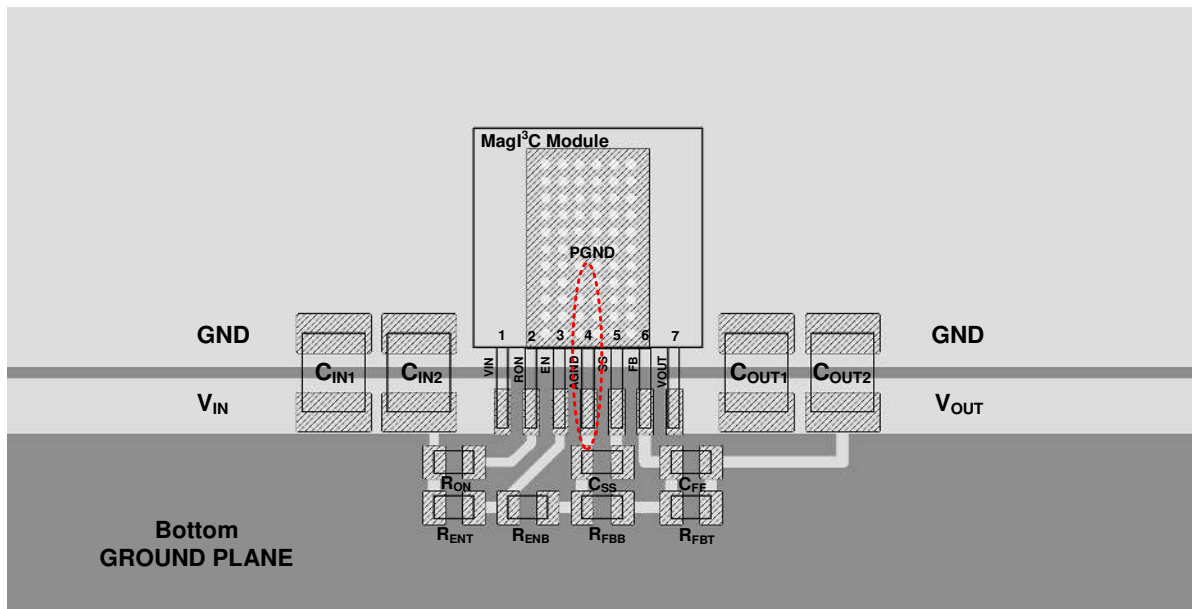 MagI³C Module
PGND
1 2 3 4 5 6 7
GND
GND
VIN
RON
EN
AGND
SS
FB
VOUT
CIN1
CIN2
COUT1
COUT2
VIN
VOUT
RON
CSS
CFF
RENT
RENB
RFBB
RFBT
Bottom
GROUND PLANE